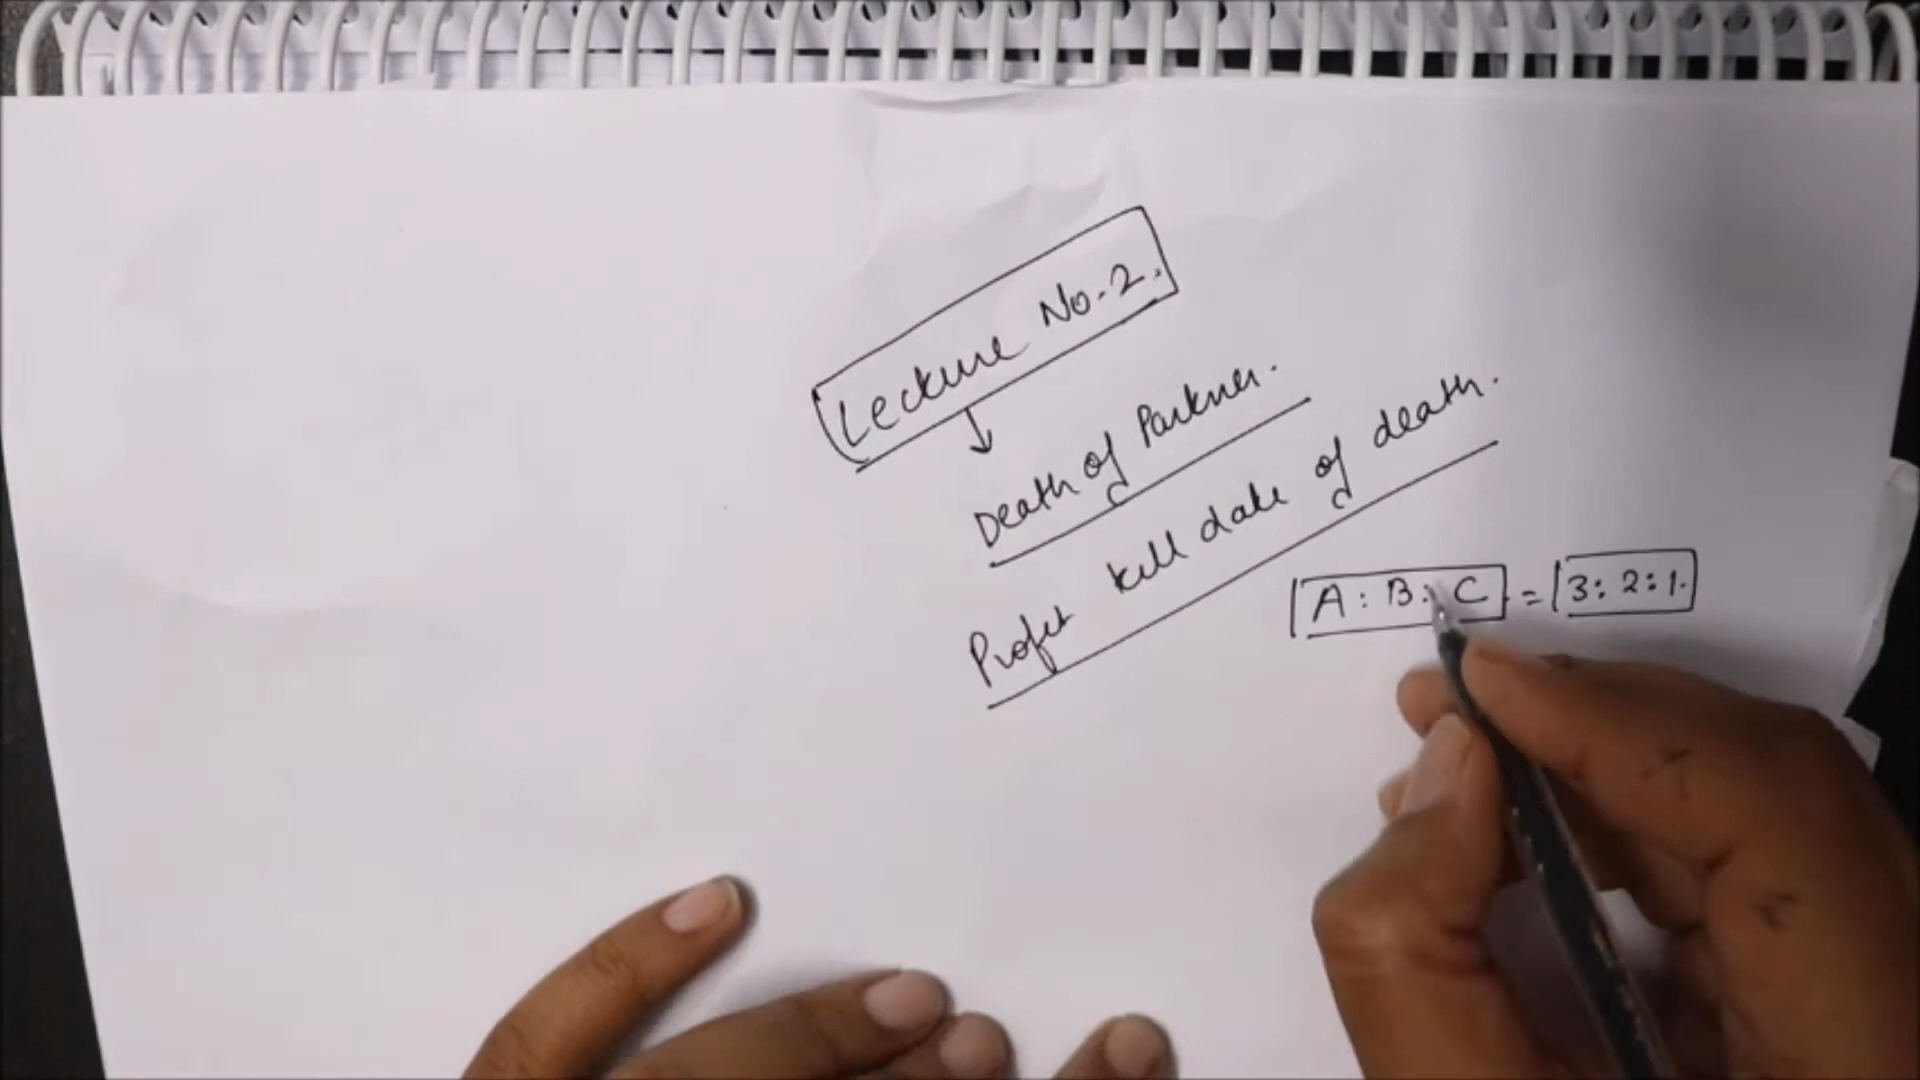 Lecture No. 2.
Death of Partner.
Profit till date of death.
A : B : C. = 3 : 2 : 1.